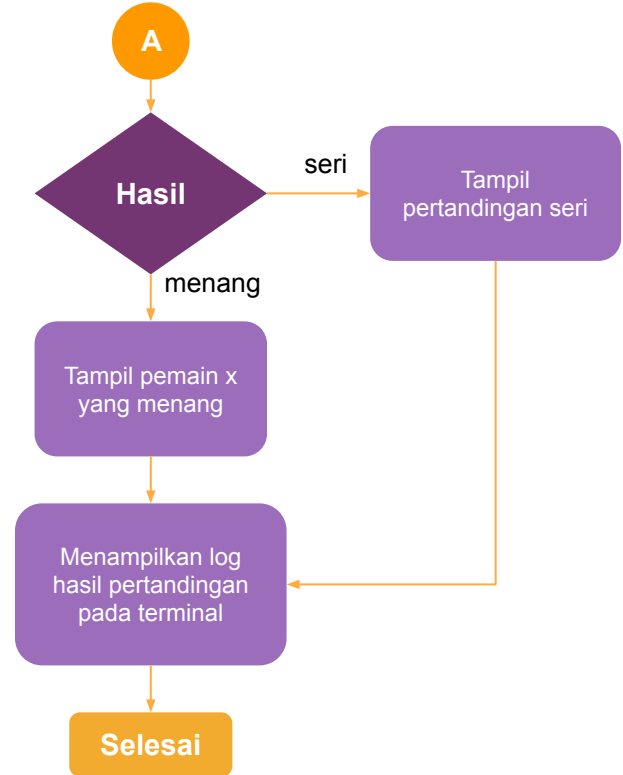 A
Hasil
seri
Tampil
pertandingan seri
menang
Tampil pemain x
yang menang
Menampilkan log
hasil pertandingan
pada terminal
Selesai